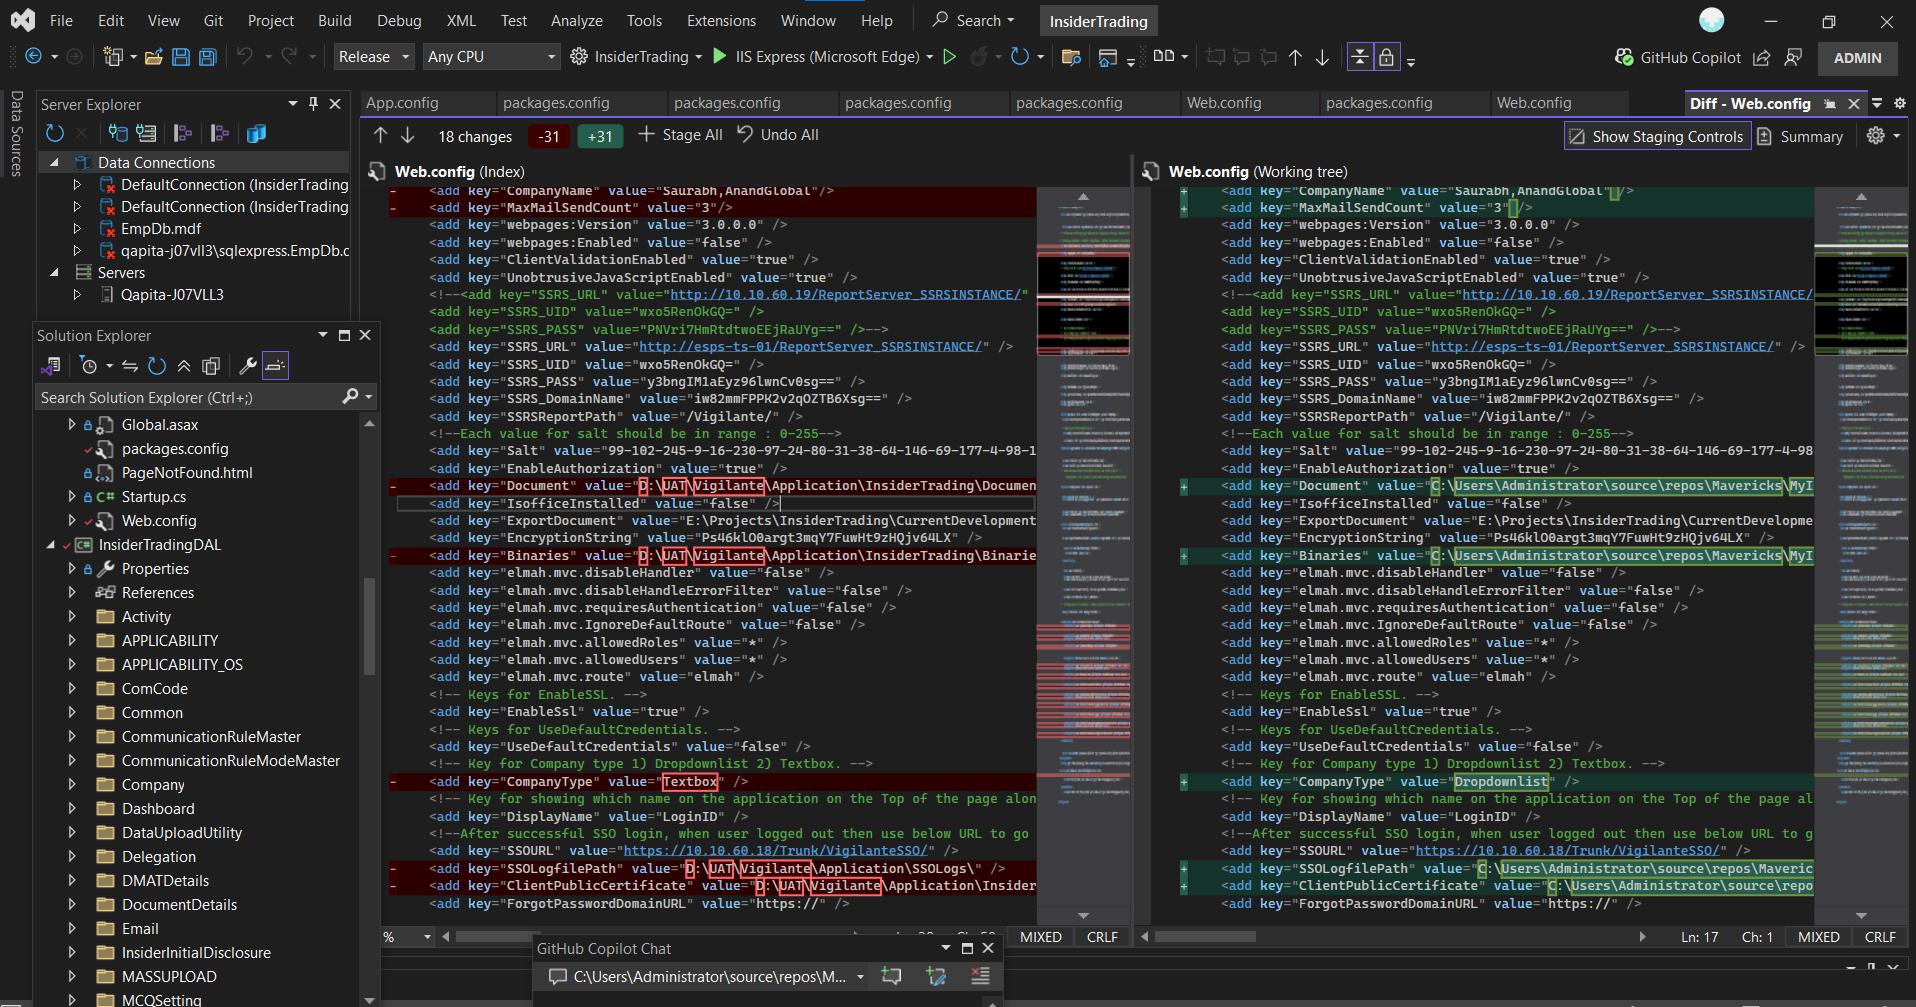 File Edit View Git Project Build Debug XML Test Analyze Tools Extensions Window Help Search InsiderTrading
Release Any CPU InsiderTrading IIS Express (Microsoft Edge) GitHub Copilot ADMIN
Data Sources
Server Explorer
Data Connections
DefaultConnection (InsiderTrading
DefaultConnection (InsiderTrading
EmpDb.mdf
qapita-j07vll3\sqlexpress.EmpDb.c
Servers
Qapita-J07VLL3
Solution Explorer
Search Solution Explorer (Ctrl+;)
Global.asax
packages.config
PageNotFound.html
Startup.cs
Web.config
InsiderTradingDAL
Properties
References
Activity
APPLICABILITY
APPLICABILITY_OS
ComCode
Common
CommunicationRuleMaster
CommunicationRuleModeMaster
Company
Dashboard
DataUploadUtility
Delegation
DMATDetails
DocumentDetails
Email
InsiderInitialDisclosure
MASSUPLOAD
MCQSetting
App.config packages.config packages.config packages.config packages.config Web.config packages.config Web.config Diff - Web.config
18 changes -31 +31 Stage All Undo All Show Staging Controls Summary
Web.config (Index)
<add key="CompanyName" value="Saurabh,AnandGlobal"/>
<add key="MaxMailSendCount" value="3"/>
<add key="webpages:Version" value="3.0.0.0" />
<add key="webpages:Enabled" value="false" />
<add key="ClientValidationEnabled" value="true" />
<add key="UnobtrusiveJavaScriptEnabled" value="true" />
<!--<add key="SSRS_URL" value="http://10.10.60.19/ReportServer_SSRSINSTANCE/"
<add key="SSRS_UID" value="wxo5RenOkGQ=" />
<add key="SSRS_PASS" value="PNVri7HmRtdtwoEEjRaUYg==" />-->
<add key="SSRS_URL" value="http://esps-ts-01/ReportServer_SSRSINSTANCE/" />
<add key="SSRS_UID" value="wxo5RenOkGQ=" />
<add key="SSRS_PASS" value="y3bngIM1aEyz96lwnCv0sg==" />
<add key="SSRS_DomainName" value="iw82mmFPPK2v2qOZTB6Xsg==" />
<add key="SSRSReportPath" value="/Vigilante/" />
<!--Each value for salt should be in range : 0-255-->
<add key="Salt" value="99-102-245-9-16-230-97-24-80-31-38-64-146-69-177-4-98-1
<add key="EnableAuthorization" value="true" />
<add key="Document" value="D:\UAT\Vigilante\Application\InsiderTrading\Documen
<add key="IsofficeInstalled" value="false" />
<add key="ExportDocument" value="E:\Projects\InsiderTrading\CurrentDevelopment
<add key="EncryptionString" value="Ps46klO0argt3mqY7FuwHt9zHQjv64LX" />
<add key="Binaries" value="D:\UAT\Vigilante\Application\InsiderTrading\Binarie
<add key="elmah.mvc.disableHandler" value="false" />
<add key="elmah.mvc.disableHandleErrorFilter" value="false" />
<add key="elmah.mvc.requiresAuthentication" value="false" />
<add key="elmah.mvc.IgnoreDefaultRoute" value="false" />
<add key="elmah.mvc.allowedRoles" value="*" />
<add key="elmah.mvc.allowedUsers" value="*" />
<add key="elmah.mvc.route" value="elmah" />
<!-- Keys for EnableSSL. -->
<add key="EnableSsl" value="true" />
<!-- Keys for UseDefaultCredentials. -->
<add key="UseDefaultCredentials" value="false" />
<!-- Key for Company type 1) Dropdownlist 2) Textbox. -->
<add key="CompanyType" value="Textbox" />
<!-- Key for showing which name on the application on the Top of the page alon
<add key="DisplayName" value="LoginID" />
<!--After successful SSO login, when user logged out then use below URL to go
<add key="SSOURL" value="https://10.10.60.18/Trunk/VigilanteSSO/" />
<add key="SSOLogfilePath" value="D:\UAT\Vigilante\Application\SSOLogs\" />
<add key="ClientPublicCertificate" value="D:\UAT\Vigilante\Application\Insider
<add key="ForgotPasswordDomainURL" value="https://" />
% MIXED CRLF
Web.config (Working tree)
<add key="CompanyName" value="Saurabh,AnandGlobal" />
<add key="MaxMailSendCount" value="3" />
<add key="webpages:Version" value="3.0.0.0" />
<add key="webpages:Enabled" value="false" />
<add key="ClientValidationEnabled" value="true" />
<add key="UnobtrusiveJavaScriptEnabled" value="true" />
<!--<add key="SSRS_URL" value="http://10.10.60.19/ReportServer_SSRSINSTANCE/
<add key="SSRS_UID" value="wxo5RenOkGQ=" />
<add key="SSRS_PASS" value="PNVri7HmRtdtwoEEjRaUYg==" />-->
<add key="SSRS_URL" value="http://esps-ts-01/ReportServer_SSRSINSTANCE/" />
<add key="SSRS_UID" value="wxo5RenOkGQ=" />
<add key="SSRS_PASS" value="y3bngIM1aEyz96lwnCv0sg==" />
<add key="SSRS_DomainName" value="iw82mmFPPK2v2qOZTB6Xsg==" />
<add key="SSRSReportPath" value="/Vigilante/" />
<!--Each value for salt should be in range : 0-255-->
<add key="Salt" value="99-102-245-9-16-230-97-24-80-31-38-64-146-69-177-4-98
<add key="EnableAuthorization" value="true" />
<add key="Document" value="C:\Users\Administrator\source\repos\Mavericks\MyI
<add key="IsofficeInstalled" value="false" />
<add key="ExportDocument" value="E:\Projects\InsiderTrading\CurrentDevelopme
<add key="EncryptionString" value="Ps46klO0argt3mqY7FuwHt9zHQjv64LX" />
<add key="Binaries" value="C:\Users\Administrator\source\repos\Mavericks\MyI
<add key="elmah.mvc.disableHandler" value="false" />
<add key="elmah.mvc.disableHandleErrorFilter" value="false" />
<add key="elmah.mvc.requiresAuthentication" value="false" />
<add key="elmah.mvc.IgnoreDefaultRoute" value="false" />
<add key="elmah.mvc.allowedRoles" value="*" />
<add key="elmah.mvc.allowedUsers" value="*" />
<add key="elmah.mvc.route" value="elmah" />
<!-- Keys for EnableSSL. -->
<add key="EnableSsl" value="true" />
<!-- Keys for UseDefaultCredentials. -->
<add key="UseDefaultCredentials" value="false" />
<!-- Key for Company type 1) Dropdownlist 2) Textbox. -->
<add key="CompanyType" value="Dropdownlist" />
<!-- Key for showing which name on the application on the Top of the page al
<add key="DisplayName" value="LoginID" />
<!--After successful SSO login, when user logged out then use below URL to g
<add key="SSOURL" value="https://10.10.60.18/Trunk/VigilanteSSO/" />
<add key="SSOLogfilePath" value="C:\Users\Administrator\source\repos\Maveric
<add key="ClientPublicCertificate" value="C:\Users\Administrator\source\repo
<add key="ForgotPasswordDomainURL" value="https://" />
Ln: 17 Ch: 1 MIXED CRLF
GitHub Copilot Chat
C:\Users\Administrator\source\repos\M...